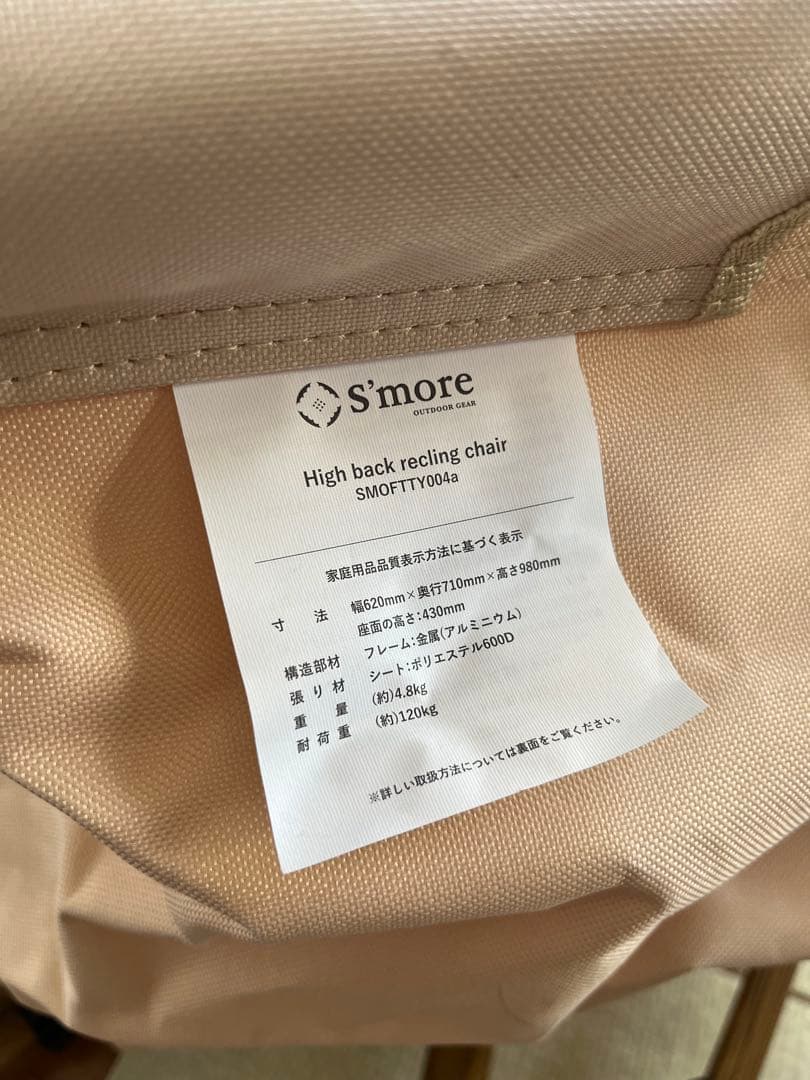 S'more
OUTDOOR GEAR
High back recling chair
SMOFTTY004a
家庭用品品質表示方法に基づく表示
寸法 幅620mm×奥行710mm×高さ980mm
座面の高さ:430mm
構造部材 フレーム:金属(アルミニウム)
張り材 シート:ポリエステル600D
重量 (約)4.8kg
耐荷重 (約)120kg
※詳しい取扱方法については裏面をご覧ください。